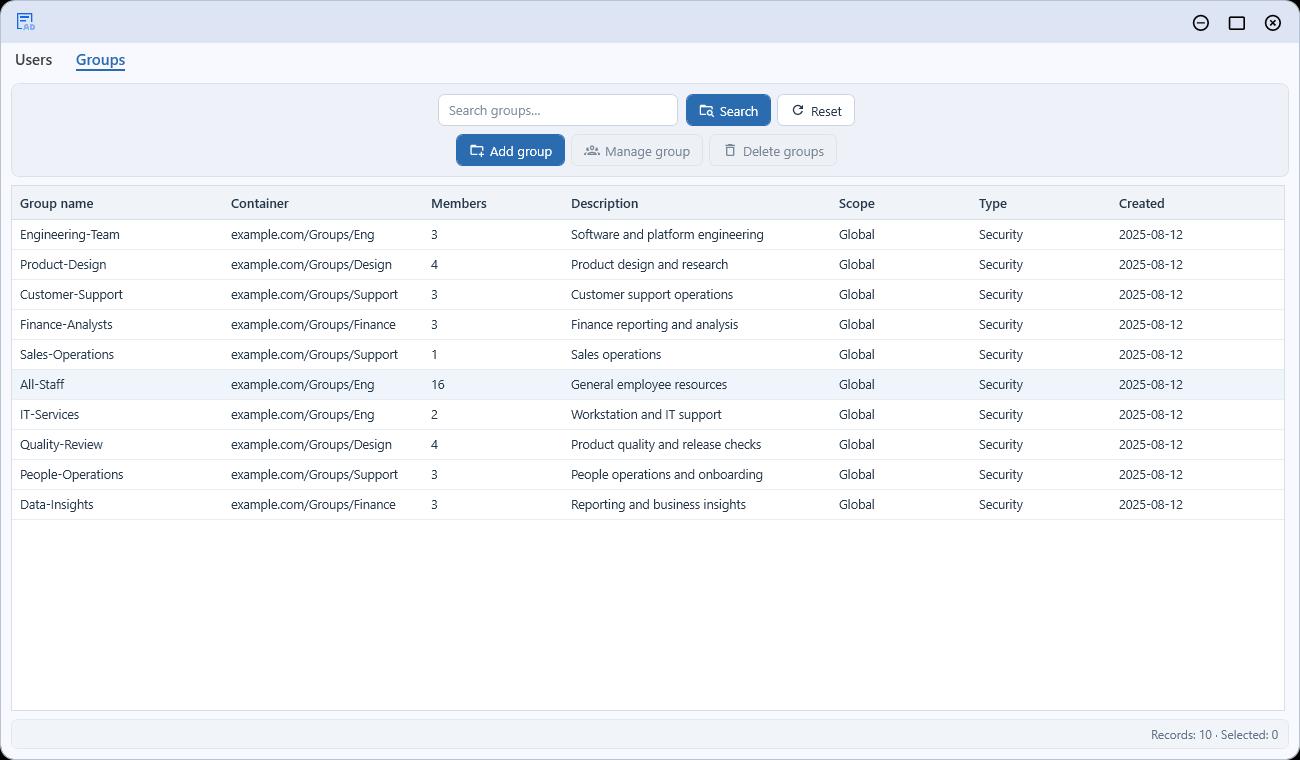 AD
Users Groups
Search groups... Search Reset
Add group Manage group Delete groups
Group name Container Members Description Scope Type Created
Engineering-Team example.com/Groups/Eng 3 Software and platform engineering Global Security 2025-08-12
Product-Design example.com/Groups/Design 4 Product design and research Global Security 2025-08-12
Customer-Support example.com/Groups/Support 3 Customer support operations Global Security 2025-08-12
Finance-Analysts example.com/Groups/Finance 3 Finance reporting and analysis Global Security 2025-08-12
Sales-Operations example.com/Groups/Support 1 Sales operations Global Security 2025-08-12
All-Staff example.com/Groups/Eng 16 General employee resources Global Security 2025-08-12
IT-Services example.com/Groups/Eng 2 Workstation and IT support Global Security 2025-08-12
Quality-Review example.com/Groups/Design 4 Product quality and release checks Global Security 2025-08-12
People-Operations example.com/Groups/Support 3 People operations and onboarding Global Security 2025-08-12
Data-Insights example.com/Groups/Finance 3 Reporting and business insights Global Security 2025-08-12
Records: 10 · Selected: 0